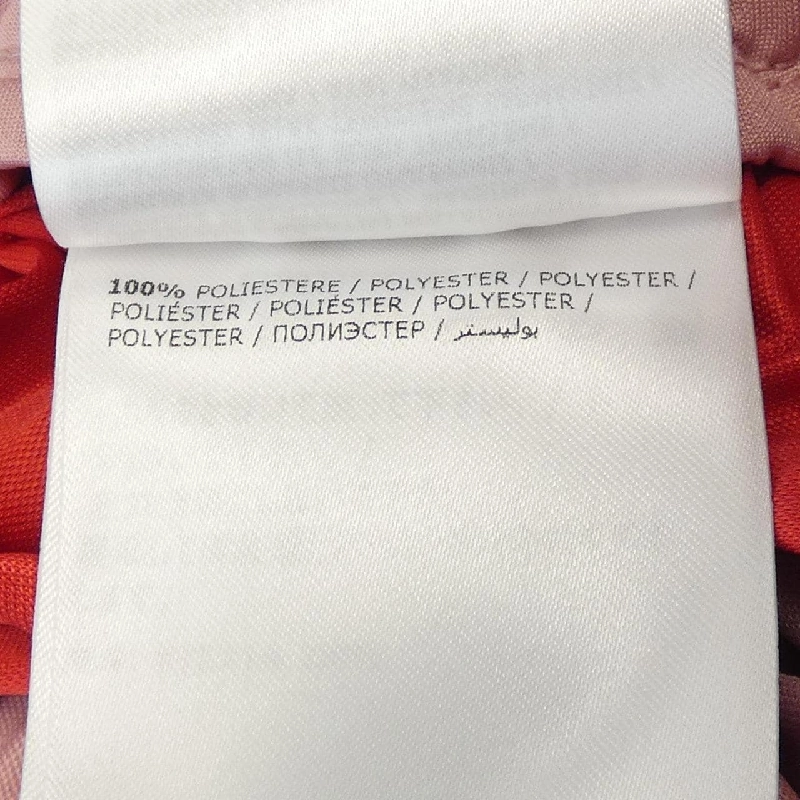 100% POLIESTERE / POLYESTER / POLYESTER /
POLIÉSTER / POLIÉSTER / POLYESTER /
POLYESTER / ПОЛИЭСТЕР / بوليستر